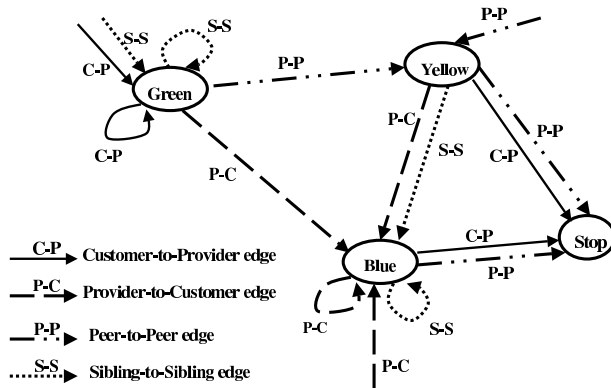 P-P
S-S
S-S
C-P
Green
P-P
Yellow
C-P
P-C
P-C
S-S
C-P
P-P
C-P
Stop
Blue
P-P
P-C
S-S
P-C
C-P Customer-to-Provider edge
P-C Provider-to-Customer edge
P-P Peer-to-Peer edge
S-S Sibling-to-Sibling edge